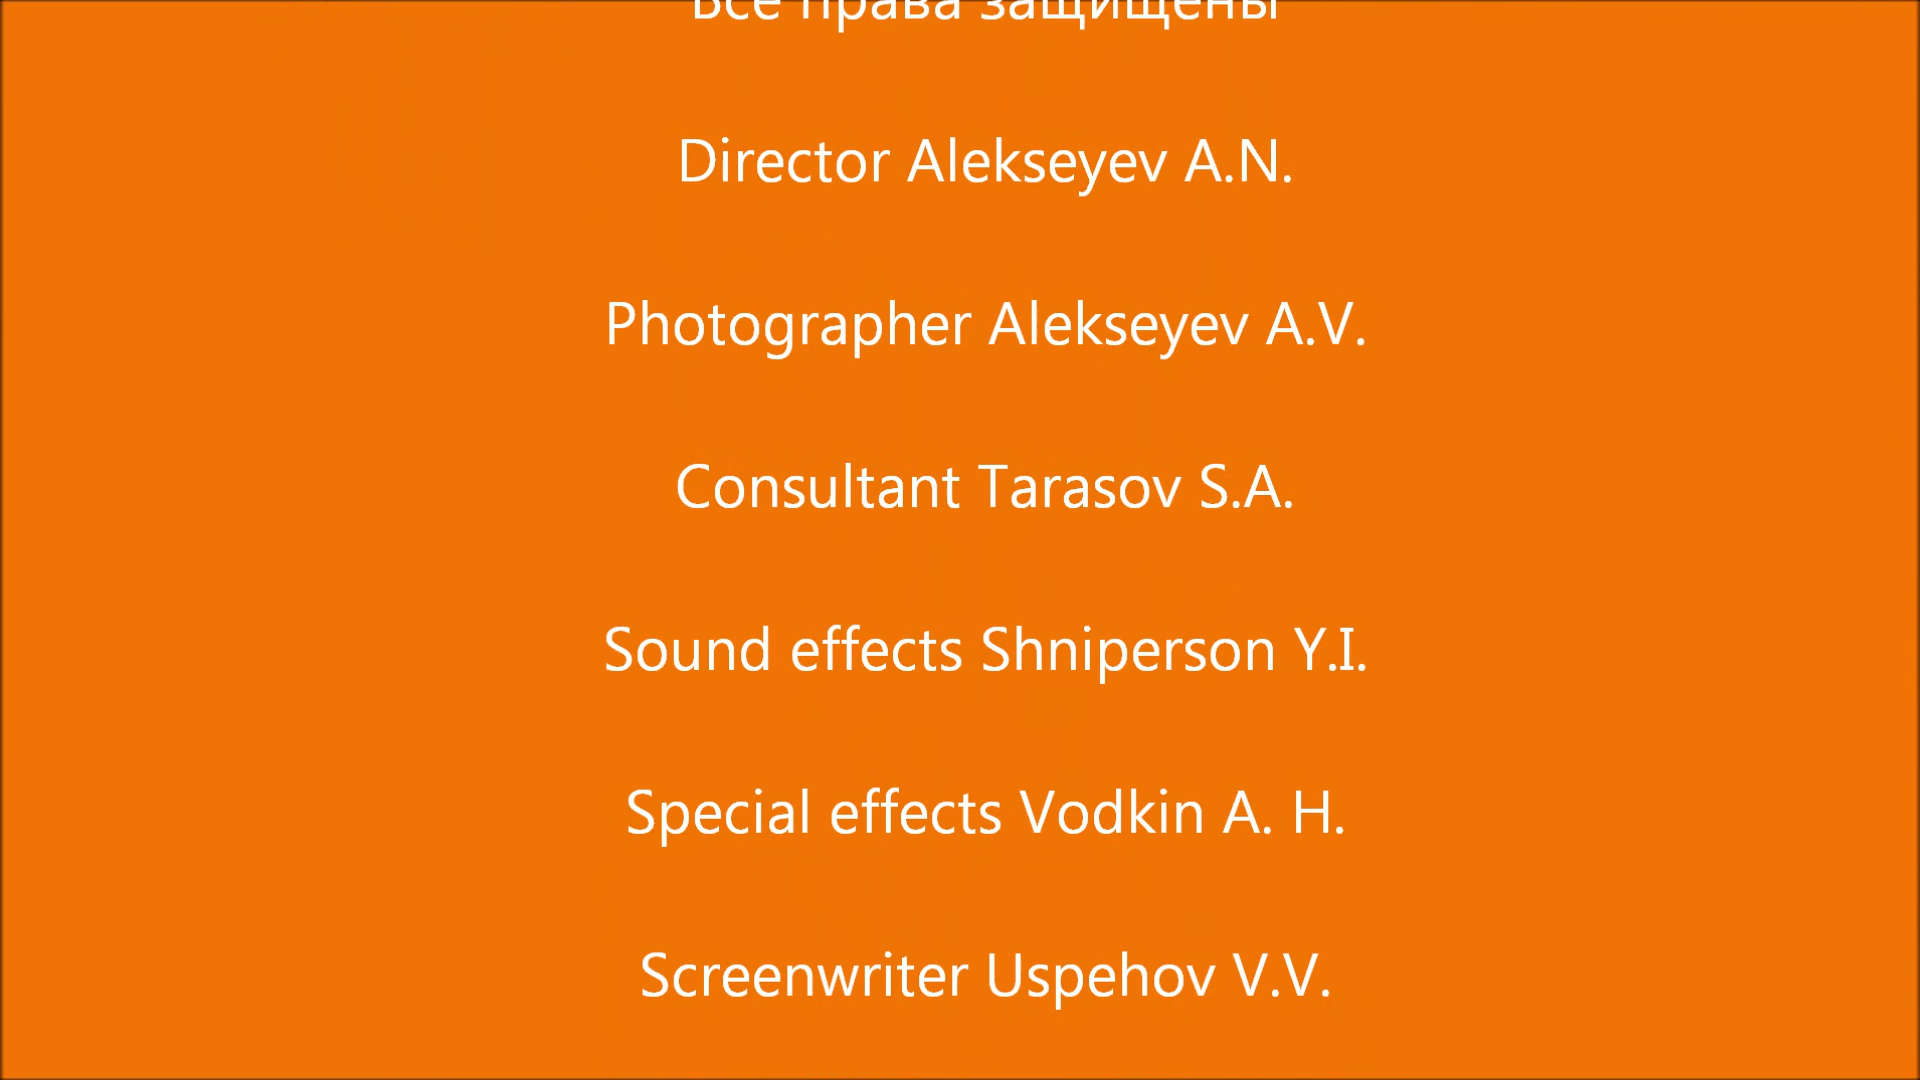 Все права защищены
Director Alekseyev A.N.
Photographer Alekseyev A.V.
Consultant Tarasov S.A.
Sound effects Shniperson Y.I.
Special effects Vodkin A. H.
Screenwriter Uspehov V.V.